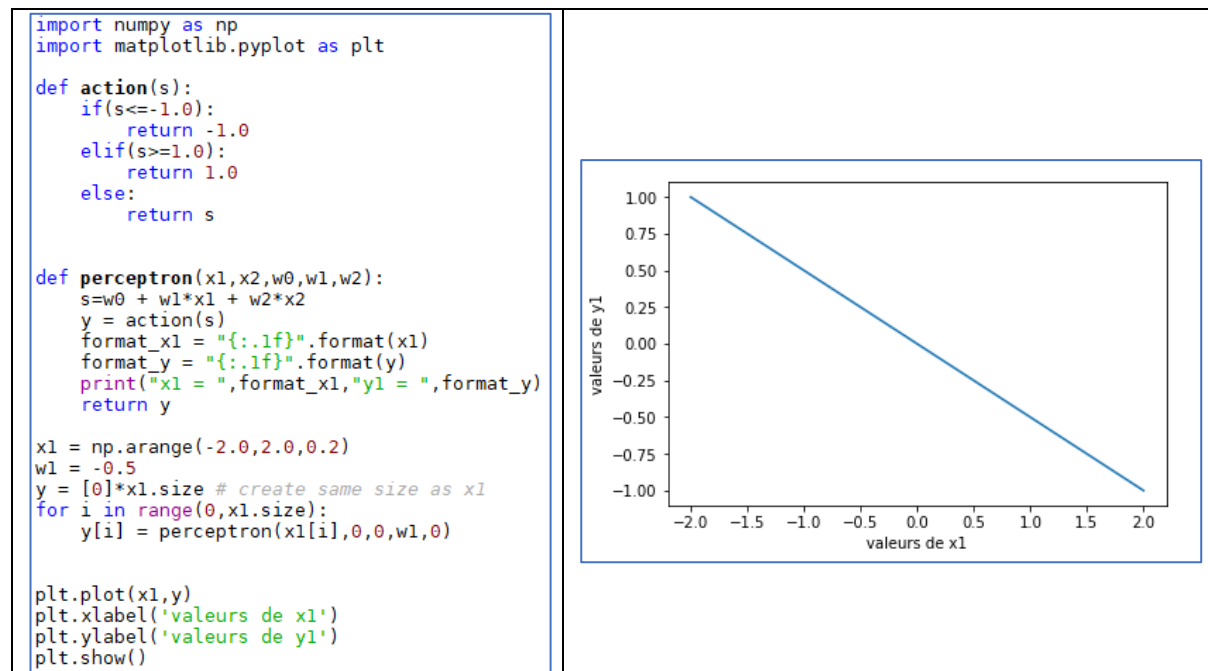 import numpy as np
import matplotlib.pyplot as plt
def action(s):
    if(s<=-1.0):
        return -1.0
    elif(s>=1.0):
        return 1.0
    else:
        return s
def perceptron(x1,x2,w0,w1,w2):
    s=w0 + w1*x1 + w2*x2
    y = action(s)
    format_x1 = "{:.1f}".format(x1)
    format_y = "{:.1f}".format(y)
    print("x1 = ",format_x1,"y1 = ",format_y)
    return y
x1 = np.arange(-2.0,2.0,0.2)
w1 = -0.5
y = [0]*x1.size # create same size as x1
for i in range(0,x1.size):
    y[i] = perceptron(x1[i],0,0,w1,0)
plt.plot(x1,y)
plt.xlabel('valeurs de x1')
plt.ylabel('valeurs de y1')
plt.show()
valeurs de y1
1.00
0.75
0.50
0.25
0.00
−0.25
−0.50
−0.75
−1.00
−2.0 −1.5 −1.0 −0.5 0.0 0.5 1.0 1.5 2.0
valeurs de x1